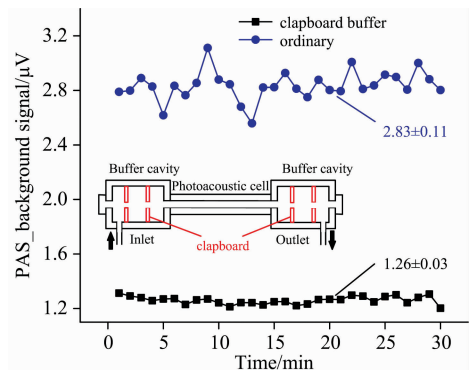 clapboard buffer
ordinary
3.2
2.8
2.4
2.0
1.6
1.2
PAS_background signal/μV
2.83±0.11
Buffer cavity
Buffer cavity
Photoacoustic cell
Inlet
clapboard
Outlet
1.26±0.03
0 5 10 15 20 25 30
Time/min